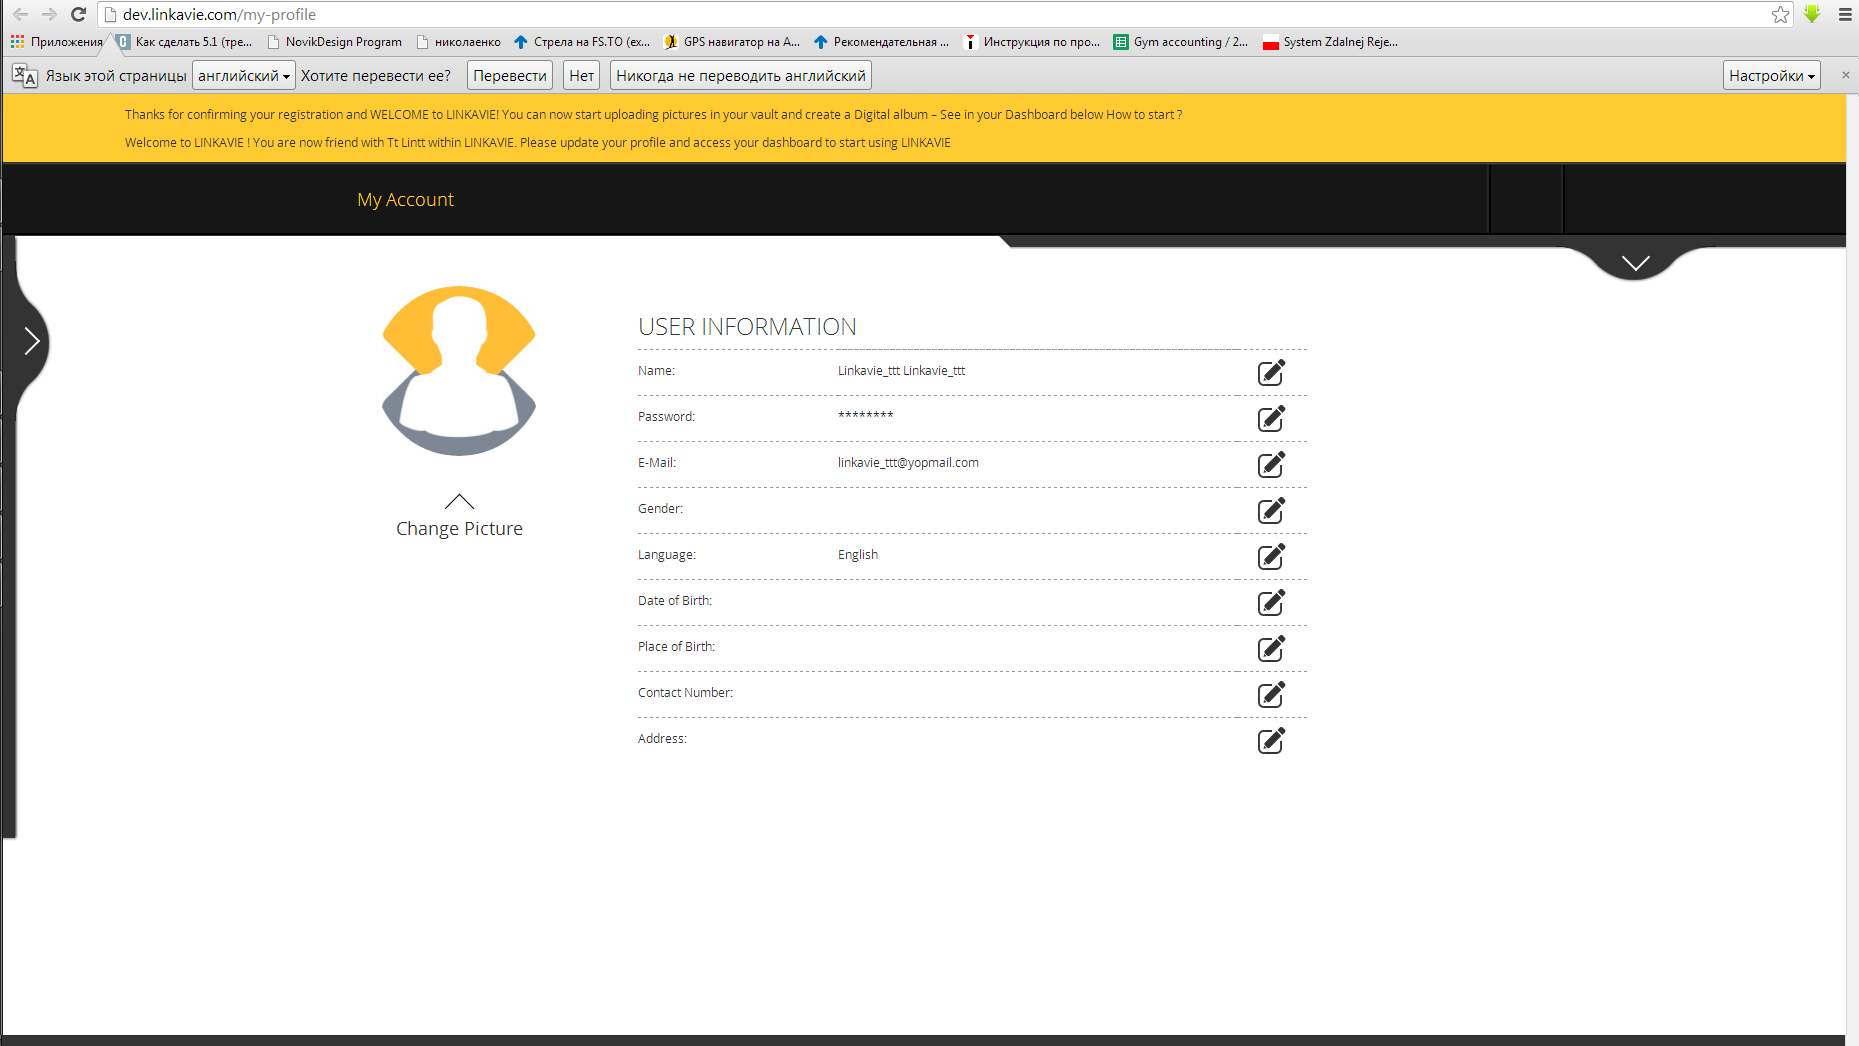 dev.linkavie.com/my-profile
Приложения Как сделать 5.1 (тре... NovikDesign Program николаенко Стрела на FS.TO (ex... GPS навигатор на A... Рекомендательная ... Инструкция по про... Gym accounting / 2... System Zdalnej Reje...
Язык этой страницы английский Хотите перевести ее? Перевести Нет Никогда не переводить английский Настройки
Thanks for confirming your registration and WELCOME to LINKAVIE! You can now start uploading pictures in your vault and create a Digital album – See in your Dashboard below How to start ?
Welcome to LINKAVIE ! You are now friend with Tt Lintt within LINKAVIE. Please update your profile and access your dashboard to start using LINKAVIE
My Account
Change Picture
USER INFORMATION
Name: Linkavie_ttt Linkavie_ttt
Password: ********
E-Mail: linkavie_ttt@yopmail.com
Gender:
Language: English
Date of Birth:
Place of Birth:
Contact Number:
Address: